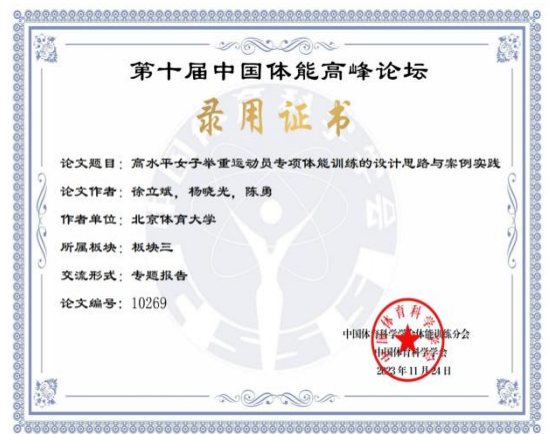 第十届中国体能高峰论坛
录用证书
论文题目：高水平女子举重运动员专项体能训练的设计思路与案例实践
论文作者：徐立斌，杨晓光，陈勇
作者单位：北京体育大学
所属板块：板块三
交流形式：专题报告
论文编号：10269
中国体育科学学会体能训练分会
中国体育科学学会
2023年11月24日